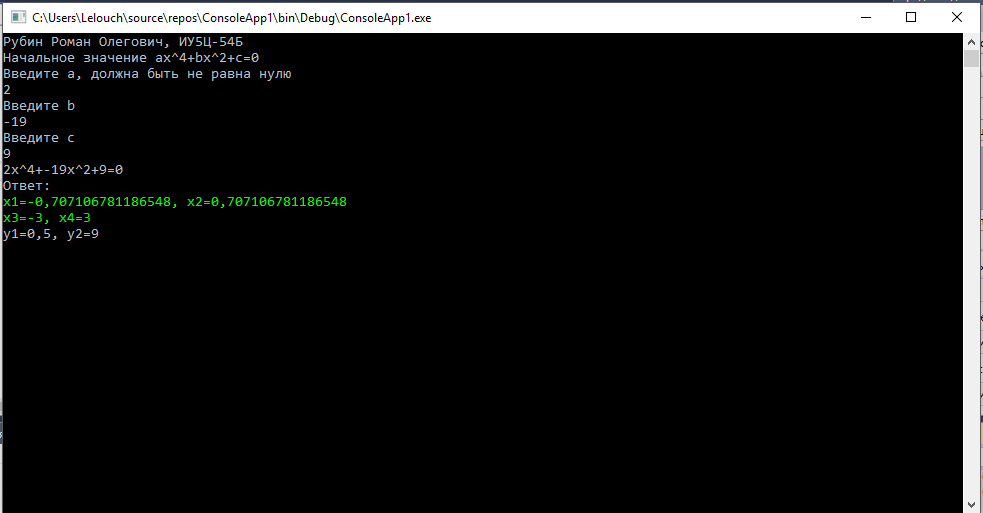 C:\Users\Lelouch\source\repos\ConsoleApp1\bin\Debug\ConsoleApp1.exe
Рубин Роман Олегович, ИУ5Ц-54Б
Начальное значение ax^4+bx^2+c=0
Введите a, должна быть не равна нулю
2
Введите b
-19
Введите c
9
2x^4+-19x^2+9=0
Ответ:
x1=-0,707106781186548, x2=0,707106781186548
x3=-3, x4=3
y1=0,5, y2=9